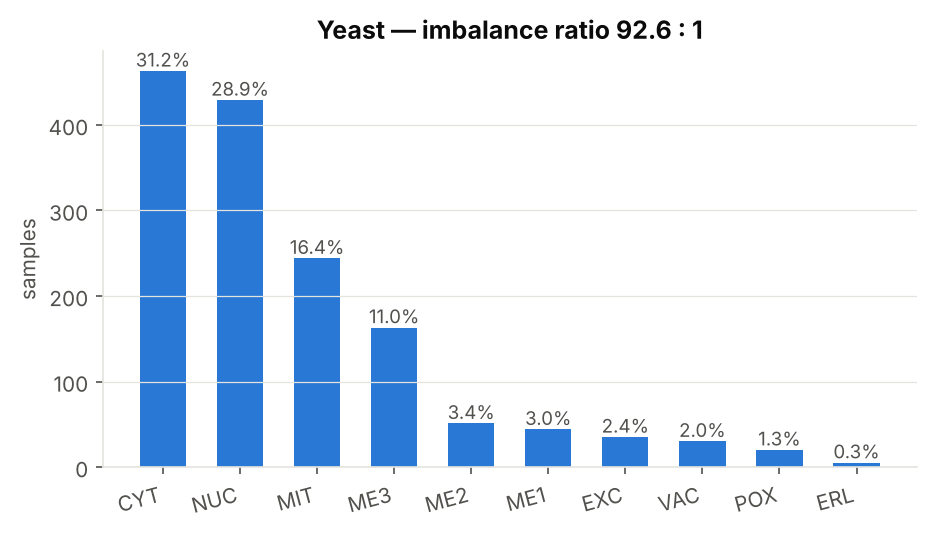 Yeast — imbalance ratio 92.6 : 1
samples
400
300
200
100
0
31.2%
28.9%
16.4%
11.0%
3.4%
3.0%
2.4%
2.0%
1.3%
0.3%
CYT
NUC
MIT
ME3
ME2
ME1
EXC
VAC
POX
ERL